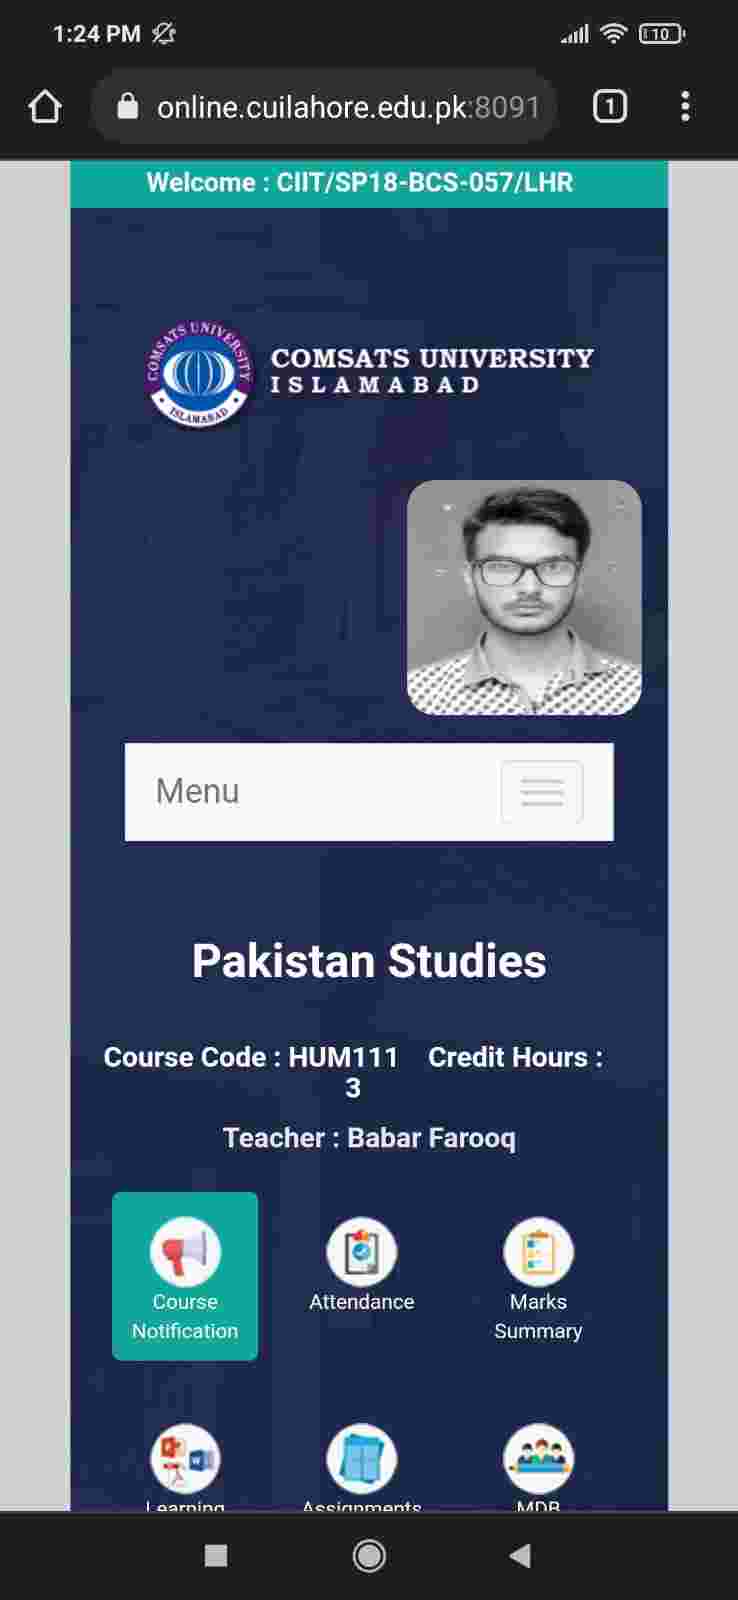 1:24 PM
10
online.cuilahore.edu.pk:8091
1
Welcome : CIIT/SP18-BCS-057/LHR
COMSATS UNIVERSITY
ISLAMABAD
COMSATS UNIVERSITY
ISLAMABAD
Menu
Pakistan Studies
Course Code : HUM111 Credit Hours :
3
Teacher : Babar Farooq
Course
Notification
Attendance
Marks
Summary
Learning
Assignments
MDB